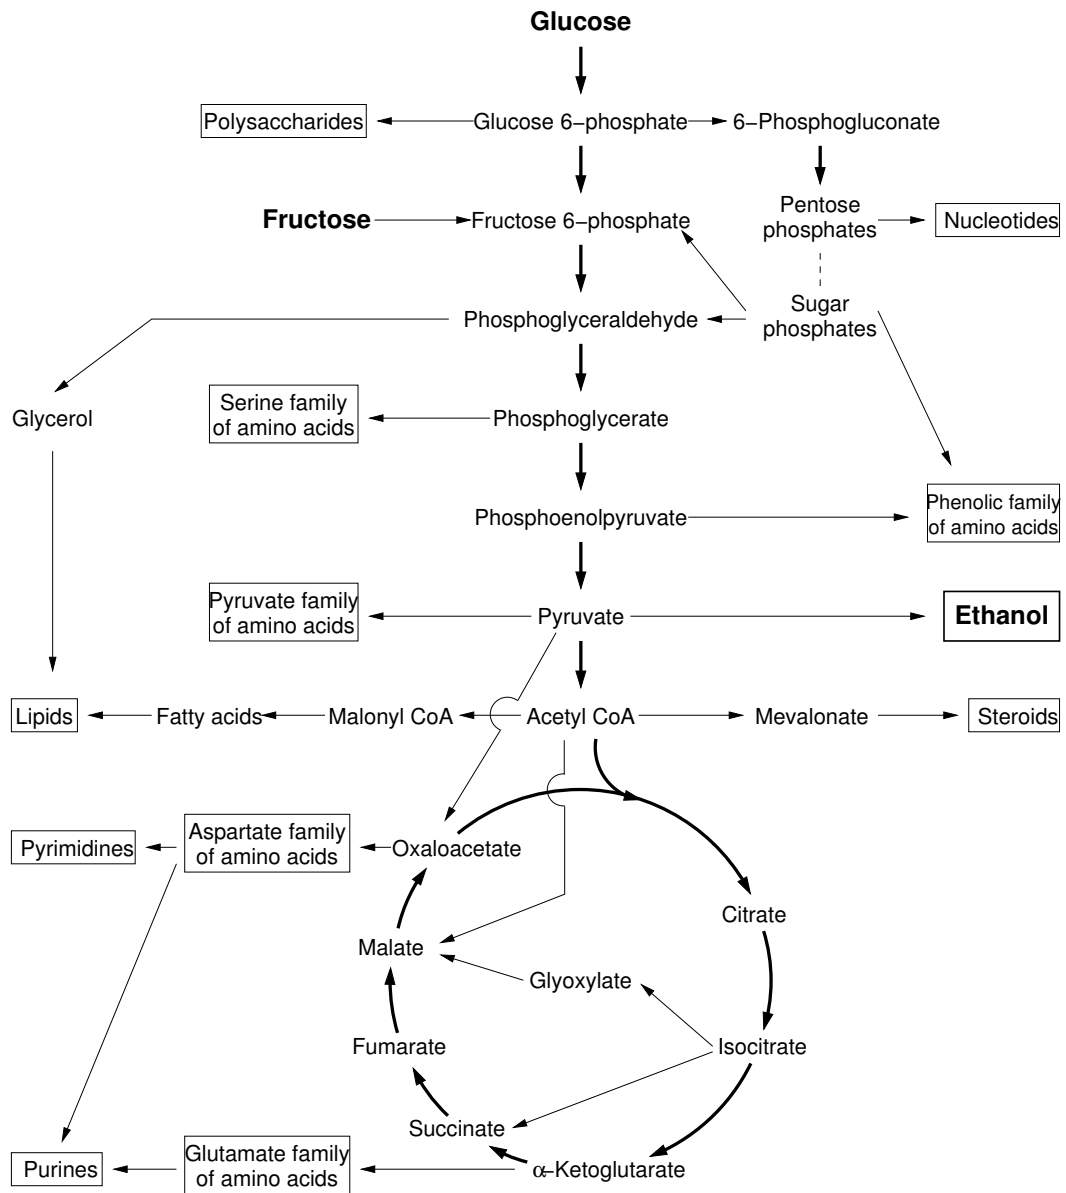 Glucose
Polysaccharides
Glucose 6-phosphate
6-Phosphogluconate
Fructose
Fructose 6-phosphate
Pentose
phosphates
Nucleotides
Phosphoglyceraldehyde
Sugar
phosphates
Glycerol
Serine family
of amino acids
Phosphoglycerate
Phosphoenolpyruvate
Phenolic family
of amino acids
Pyruvate family
of amino acids
Pyruvate
Ethanol
Lipids
Fatty acids
Malonyl CoA
Acetyl CoA
Mevalonate
Steroids
Pyrimidines
Aspartate family
of amino acids
Oxaloacetate
Citrate
Malate
Glyoxylate
Fumarate
Isocitrate
Succinate
Purines
Glutamate family
of amino acids
α-Ketoglutarate